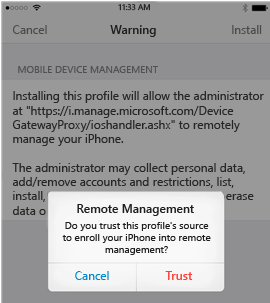 11:33 AM
Cancel Warning Install
MOBILE DEVICE MANAGEMENT
Installing this profile will allow the administrator
at "https://i.manage.microsoft.com/Device
GatewayProxy/ioshandler.ashx" to remotely
manage your iPhone.
The administrator may collect personal data,
add/remove accounts and restrictions, list,
install,
erase
data o
Remote Management
Do you trust this profile's source
to enroll your iPhone into remote
management?
Cancel Trust